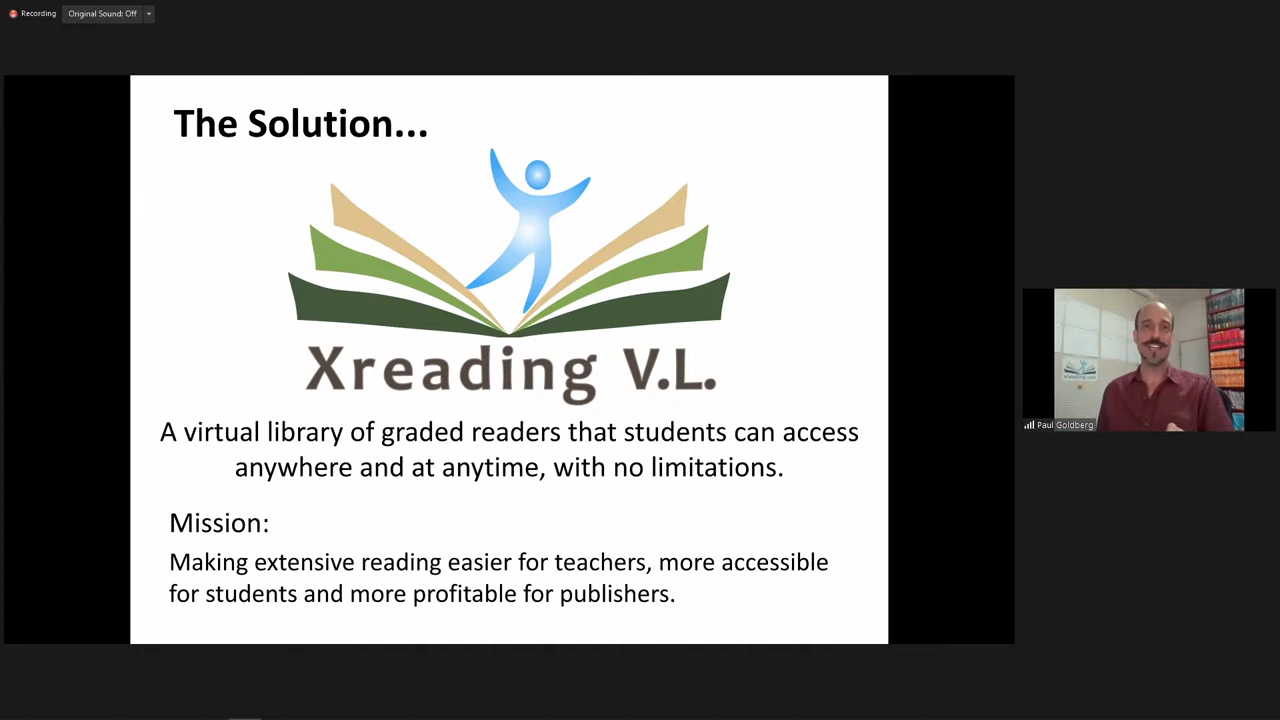 Recording
Original Sound: Off
The Solution...
Xreading V.L.
A virtual library of graded readers that students can access
anywhere and at anytime, with no limitations.
Mission:
Making extensive reading easier for teachers, more accessible
for students and more profitable for publishers.
Paul Goldberg